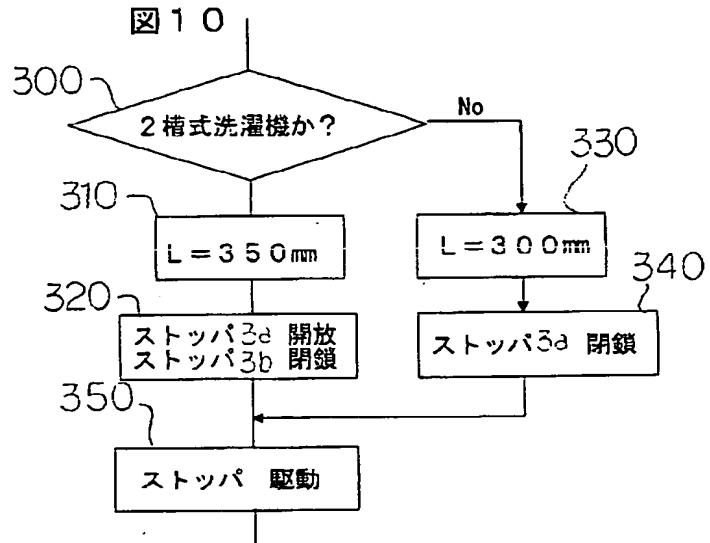 図１０
300
２槽式洗濯機か？
No
310
Ｌ＝３５０㎜
330
Ｌ＝３００㎜
320
ストッパ3a 開放
ストッパ3b 閉鎖
340
ストッパ3a 閉鎖
350
ストッパ 駆動